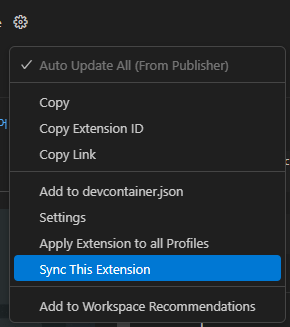 Auto Update All (From Publisher)
Copy
Copy Extension ID
Copy Link
Add to devcontainer.json
Settings
Apply Extension to all Profiles
Sync This Extension
Add to Workspace Recommendations